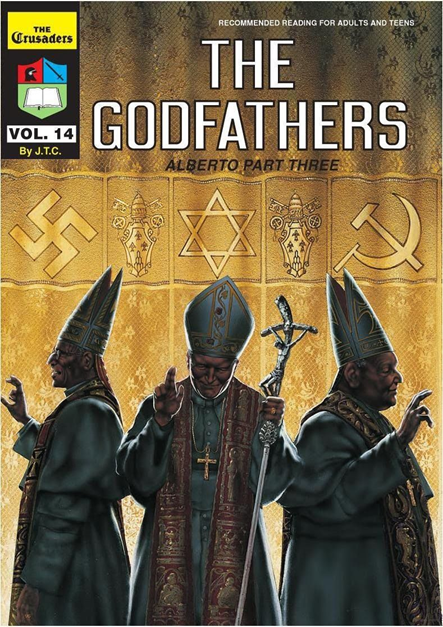 RECOMMENDED READING FOR ADULTS AND TEENS
THE
Crusaders
VOL. 14
By J.T.C.
THE
GODFATHERS
ALBERTO PART THREE